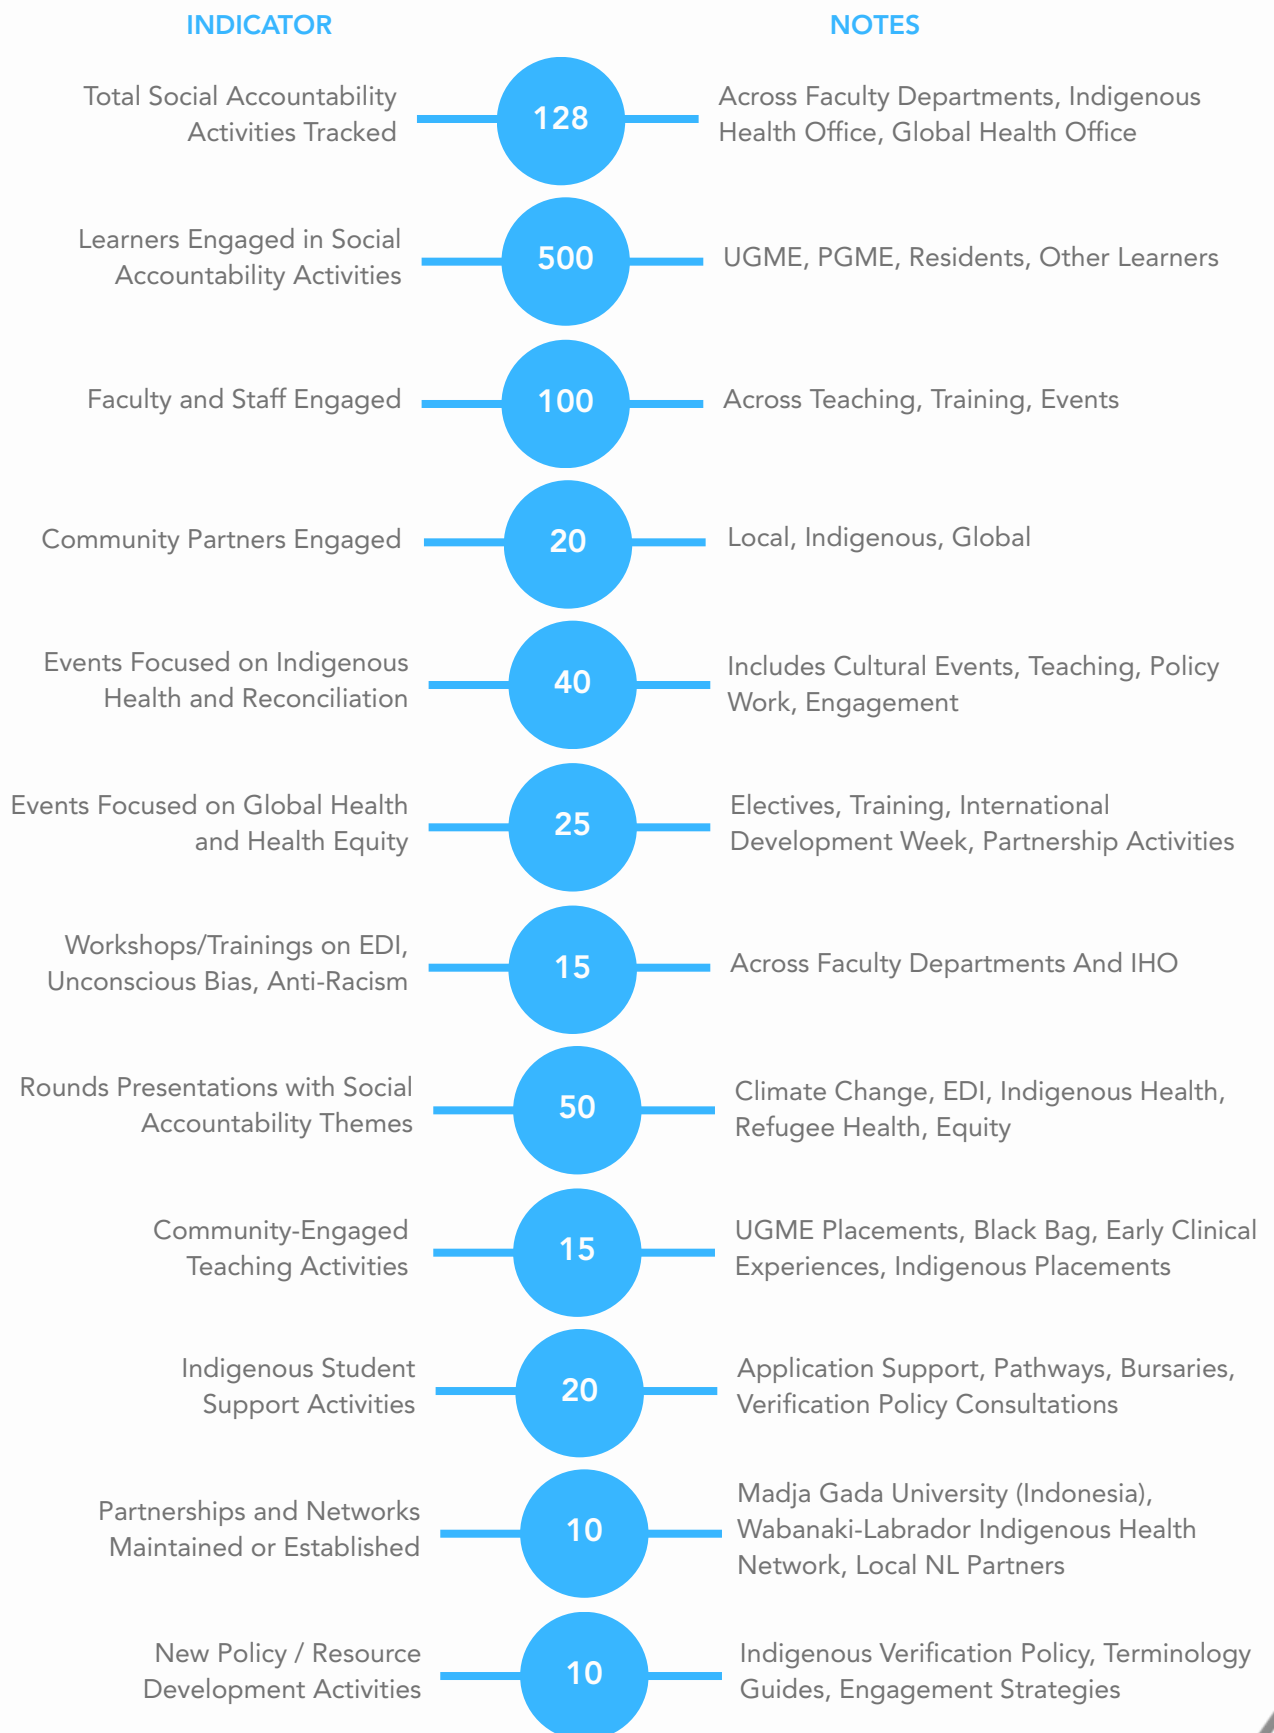 INDICATOR
NOTES
Total Social Accountability
Activities Tracked
128
Across Faculty Departments, Indigenous
Health Office, Global Health Office
Learners Engaged in Social
Accountability Activities
500
UGME, PGME, Residents, Other Learners
Faculty and Staff Engaged
100
Across Teaching, Training, Events
Community Partners Engaged
20
Local, Indigenous, Global
Events Focused on Indigenous
Health and Reconciliation
40
Includes Cultural Events, Teaching, Policy
Work, Engagement
Events Focused on Global Health
and Health Equity
25
Electives, Training, International
Development Week, Partnership Activities
Workshops/Trainings on EDI,
Unconscious Bias, Anti-Racism
15
Across Faculty Departments And IHO
Rounds Presentations with Social
Accountability Themes
50
Climate Change, EDI, Indigenous Health,
Refugee Health, Equity
Community-Engaged
Teaching Activities
15
UGME Placements, Black Bag, Early Clinical
Experiences, Indigenous Placements
Indigenous Student
Support Activities
20
Application Support, Pathways, Bursaries,
Verification Policy Consultations
Partnerships and Networks
Maintained or Established
10
Madja Gada University (Indonesia),
Wabanaki-Labrador Indigenous Health
Network, Local NL Partners
New Policy / Resource
Development Activities
10
Indigenous Verification Policy, Terminology
Guides, Engagement Strategies